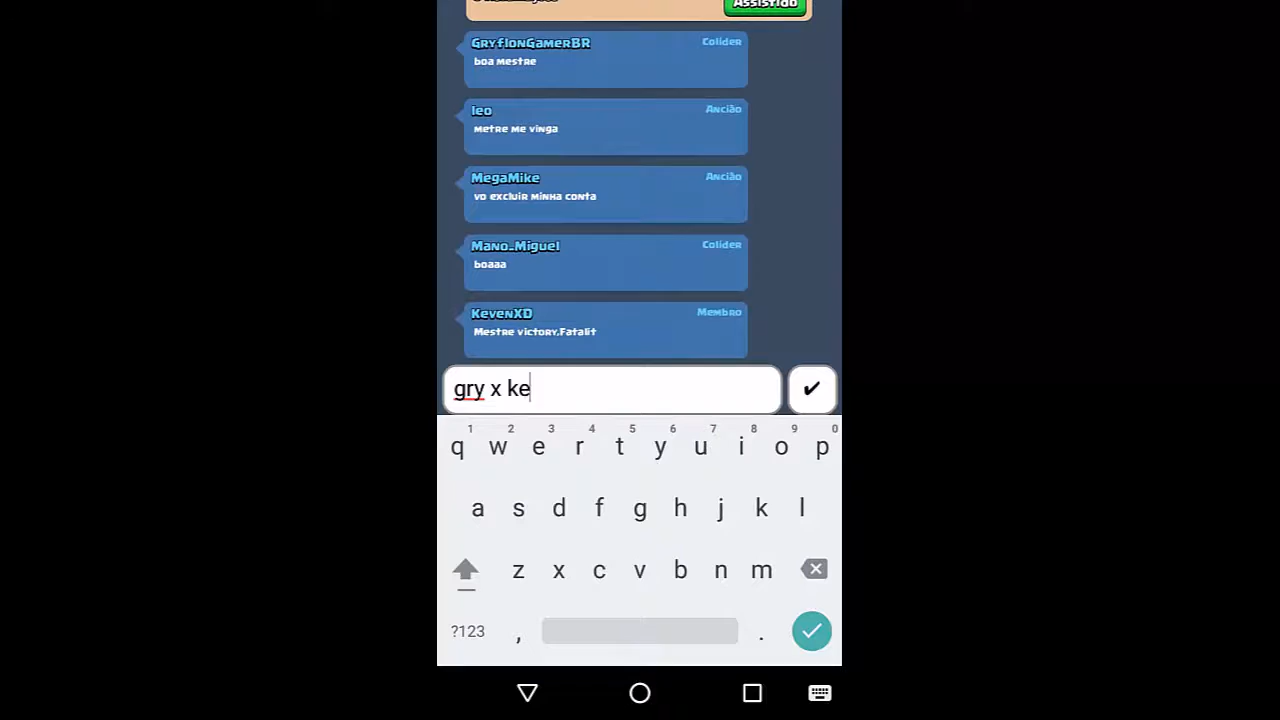 Assistido
GryfionGamerBR Colíder
boa mestre
leo Ancião
metre me vinga
MegaMike Ancião
vo excluir minha conta
Mano_Miguel Colíder
boaaa
KevenXD Membro
Mestre victory,Fatalit
gry x ke
1 2 3 4 5 6 7 8 9 0
q w e r t y u i o p
a s d f g h j k l
z x c v b n m
?123 , .